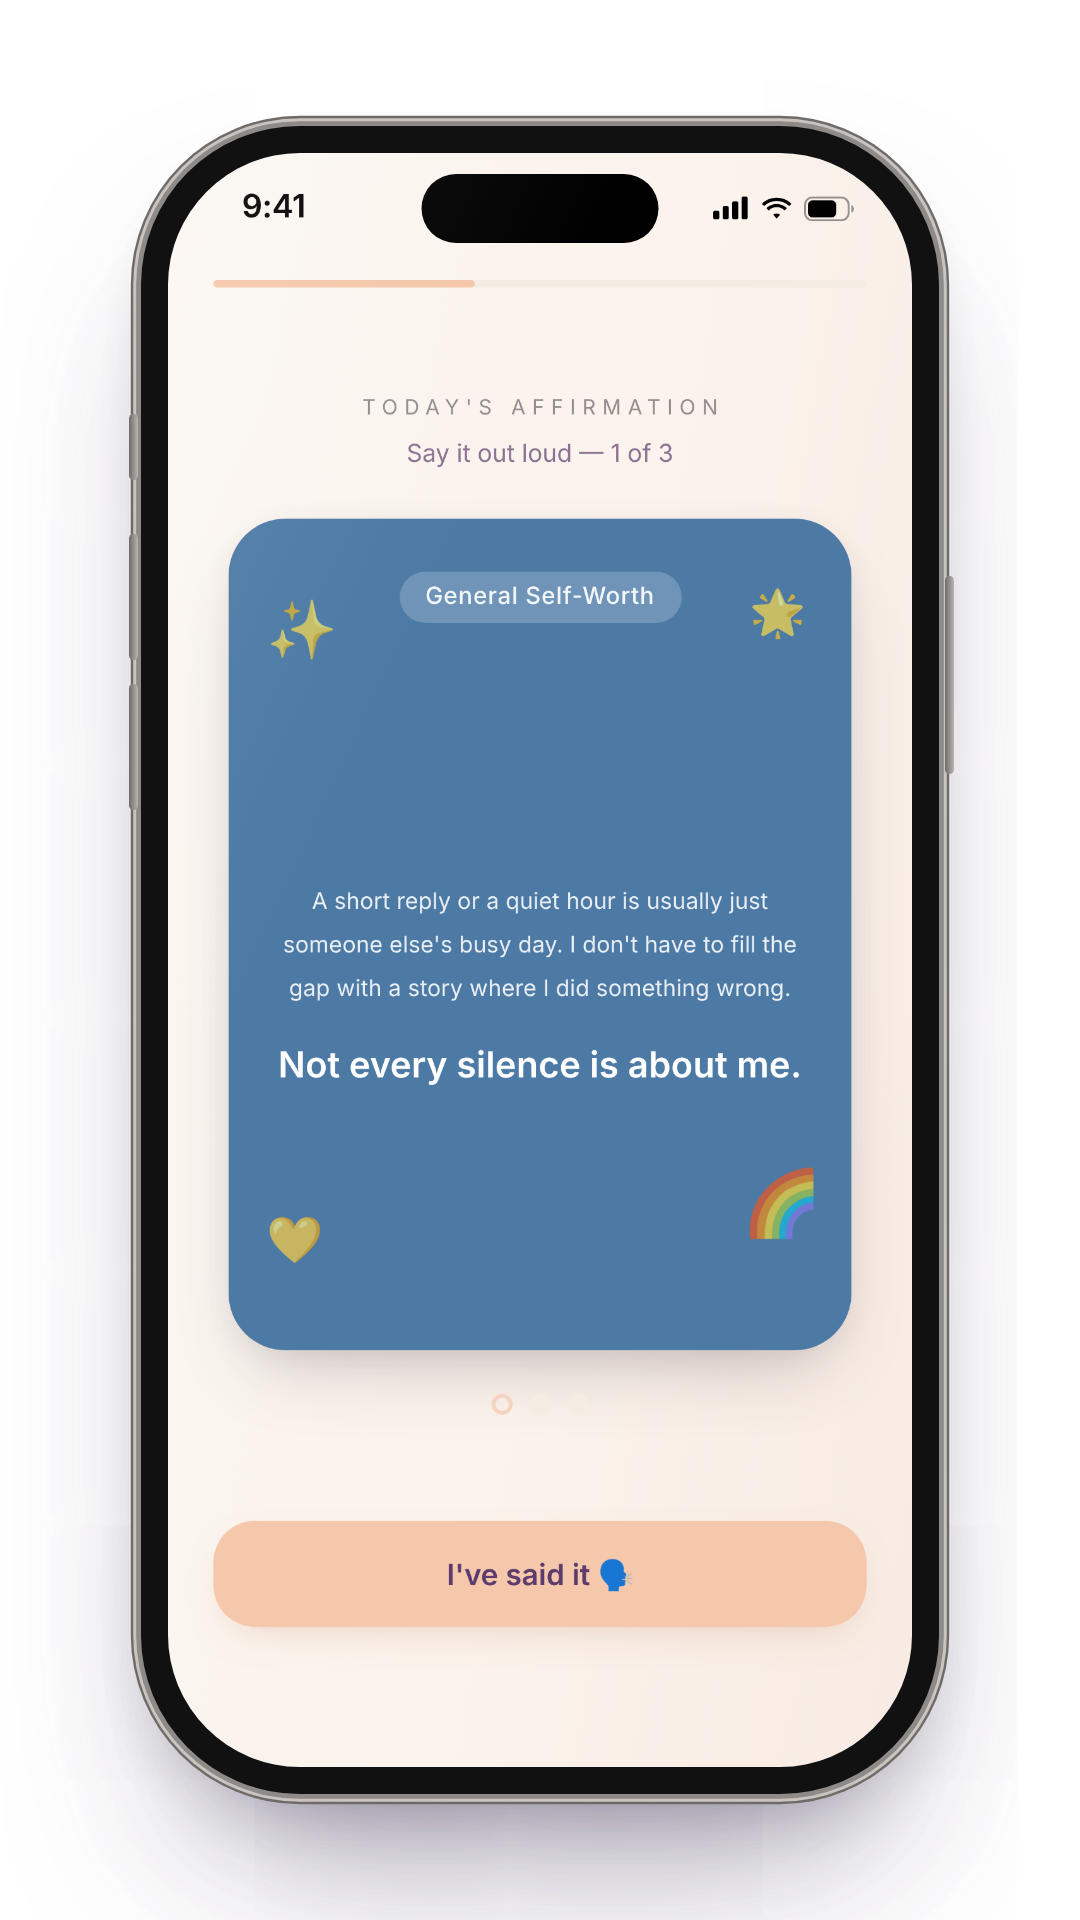 9:41
TODAY'S AFFIRMATION
Say it out loud — 1 of 3
General Self-Worth
A short reply or a quiet hour is usually just
someone else's busy day. I don't have to fill the
gap with a story where I did something wrong.
Not every silence is about me.
I've said it 🗣️